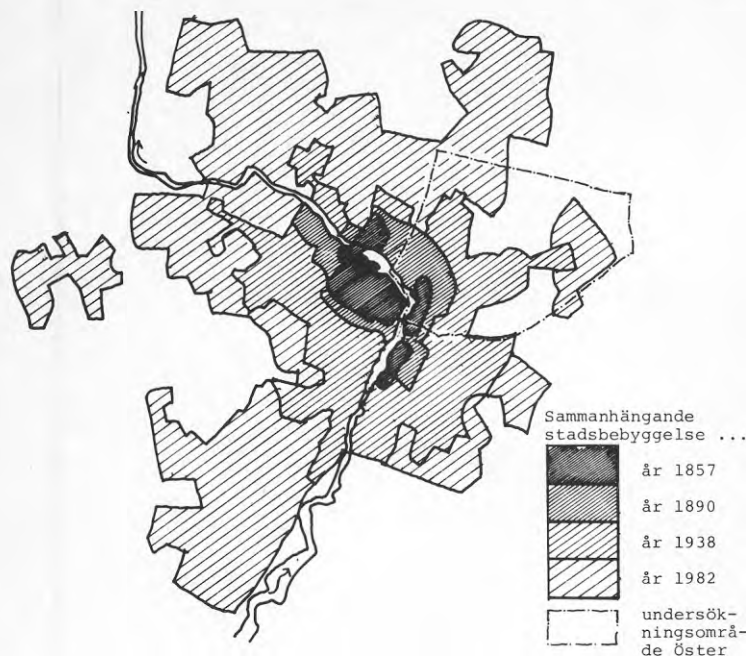 Sammanhängande
stadsbebyggelse ...
år 1857
år 1890
år 1938
år 1982
undersök-
ningsområ-
de Öster